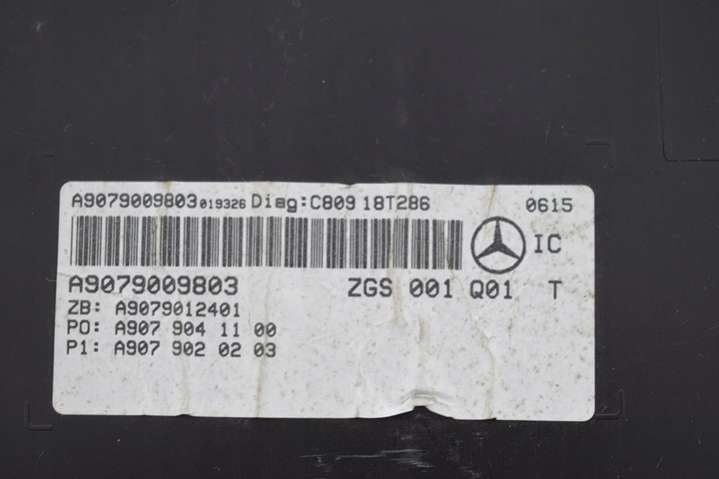 A9079009803 019326 Diag:C809 18T286 0615
IC
A9079009803 ZGS 001 Q01 T
ZB: A9079012401
PO: A907 904 11 00
P1: A907 902 02 03